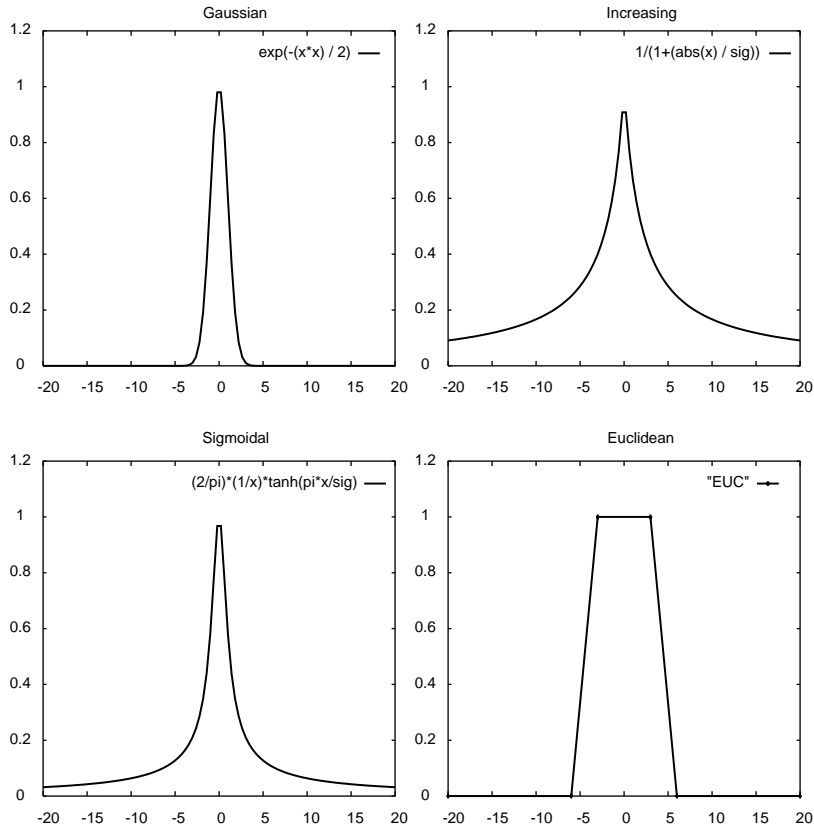 Gaussian
1.2
1
0.8
0.6
0.4
0.2
0
-20 -15 -10 -5 0 5 10 15 20
exp(-(x*x) / 2)
Increasing
1.2
1
0.8
0.6
0.4
0.2
0
-20 -15 -10 -5 0 5 10 15 20
1/(1+(abs(x) / sig))
Sigmoidal
1.2
1
0.8
0.6
0.4
0.2
0
-20 -15 -10 -5 0 5 10 15 20
(2/pi)*(1/x)*tanh(pi*x/sig)
Euclidean
1.2
1
0.8
0.6
0.4
0.2
0
-20 -15 -10 -5 0 5 10 15 20
"EUC"